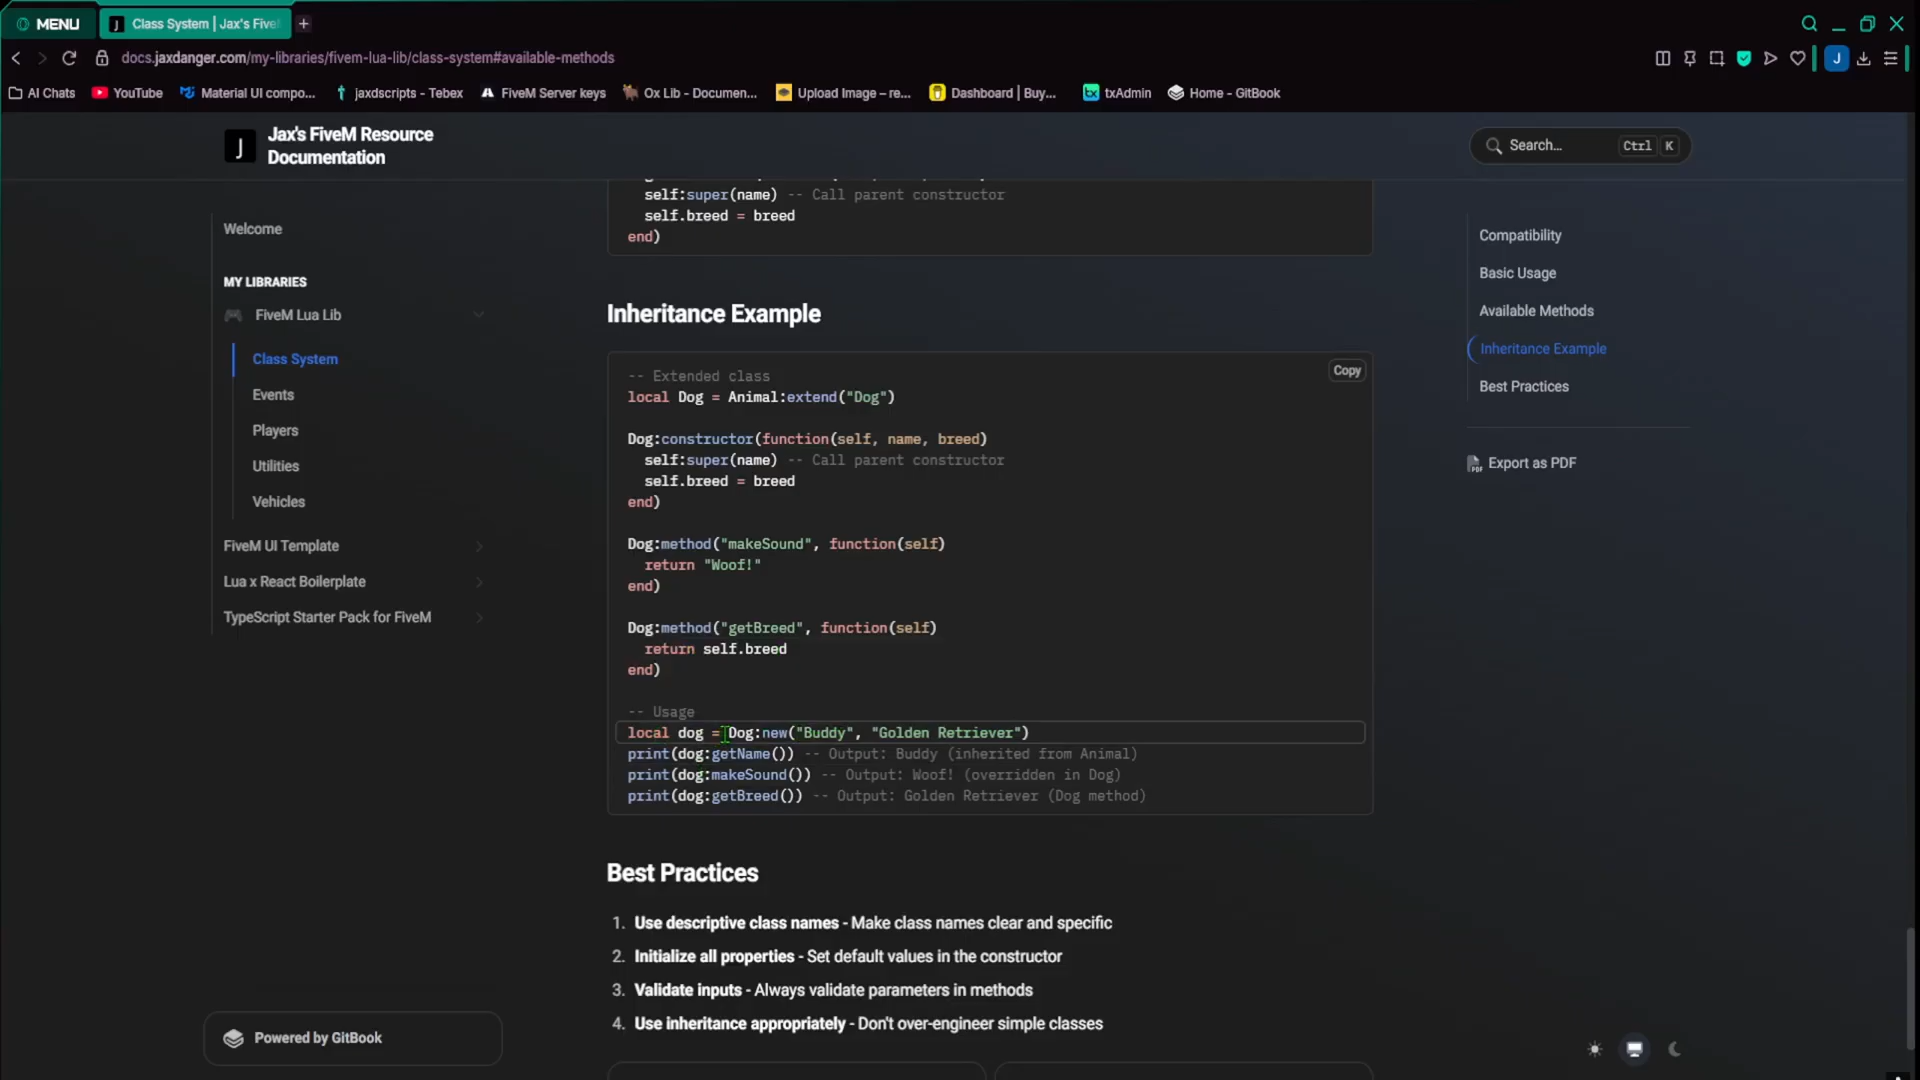 MENU
J Class System | Jax's Five
docs.jaxdanger.com/my-libraries/fivem-lua-lib/class-system#available-methods
J
AI Chats
YouTube
Material UI compo...
jaxdscripts - Tebex
FiveM Server keys
Ox Lib - Documen...
Upload Image – re...
Dashboard | Buy...
txAdmin
Home - GitBook
J
Jax's FiveM Resource
Documentation
Search...
Ctrl K
Welcome
MY LIBRARIES
FiveM Lua Lib
Class System
Events
Players
Utilities
Vehicles
FiveM UI Template
Lua x React Boilerplate
TypeScript Starter Pack for FiveM
Powered by GitBook
self:super(name) -- Call parent constructor
self.breed = breed
end)
Inheritance Example
Copy
-- Extended class
local Dog = Animal:extend("Dog")
Dog:constructor(function(self, name, breed)
self:super(name) -- Call parent constructor
self.breed = breed
end)
Dog:method("makeSound", function(self)
return "Woof!"
end)
Dog:method("getBreed", function(self)
return self.breed
end)
-- Usage
local dog = Dog:new("Buddy", "Golden Retriever")
print(dog:getName()) -- Output: Buddy (inherited from Animal)
print(dog:makeSound()) -- Output: Woof! (overridden in Dog)
print(dog:getBreed()) -- Output: Golden Retriever (Dog method)
Best Practices
1. Use descriptive class names - Make class names clear and specific
2. Initialize all properties - Set default values in the constructor
3. Validate inputs - Always validate parameters in methods
4. Use inheritance appropriately - Don't over-engineer simple classes
Compatibility
Basic Usage
Available Methods
Inheritance Example
Best Practices
PDF Export as PDF